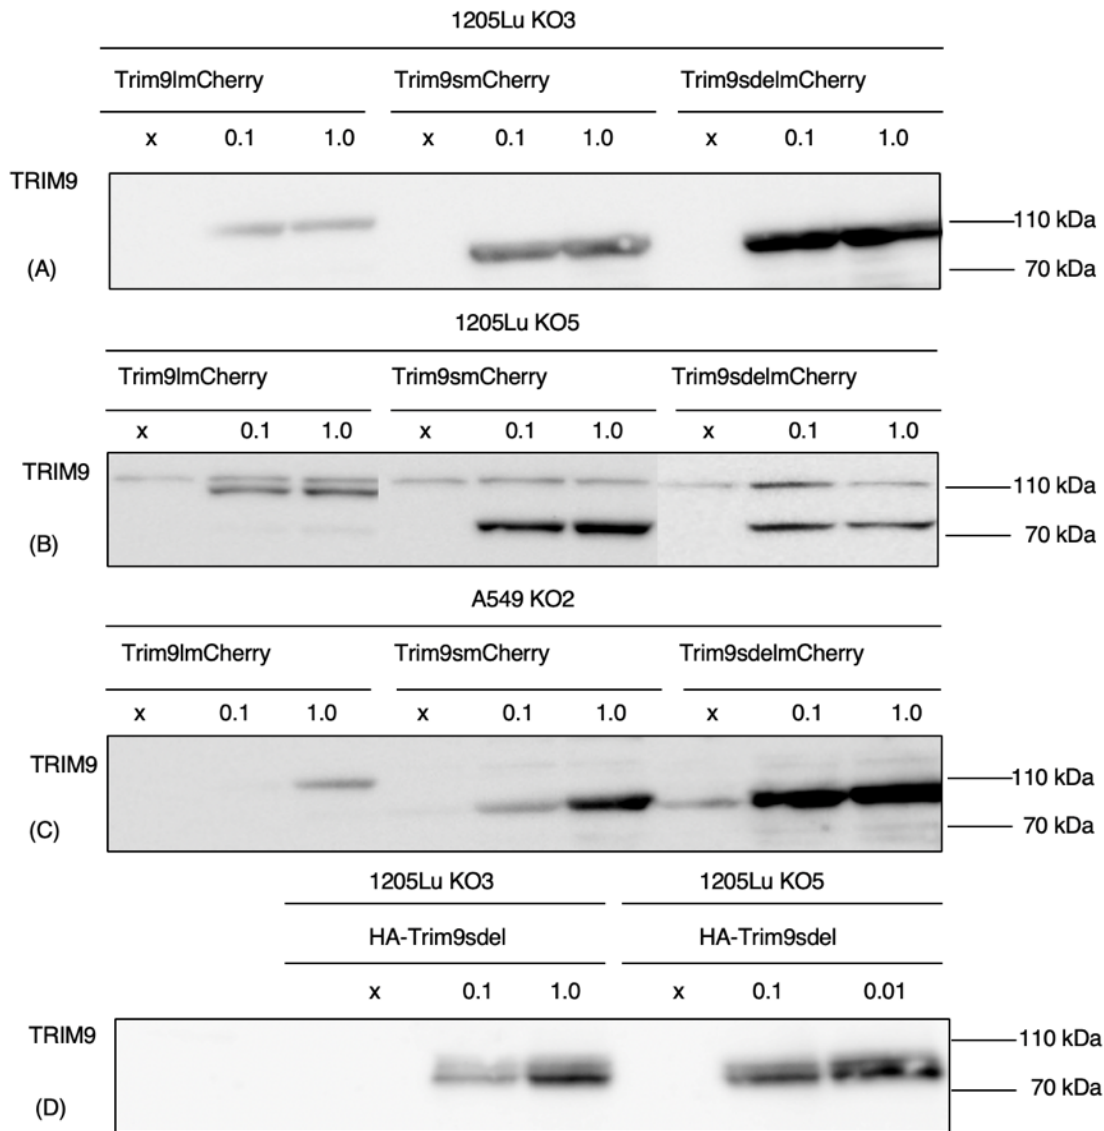 1205Lu KO3
Trim9lmCherry Trim9smCherry Trim9sdelmCherry
x 0.1 1.0 x 0.1 1.0 x 0.1 1.0
TRIM9
110 kDa
(A)
70 kDa
1205Lu KO5
Trim9lmCherry Trim9smCherry Trim9sdelmCherry
x 0.1 1.0 x 0.1 1.0 x 0.1 1.0
TRIM9
110 kDa
(B)
70 kDa
A549 KO2
Trim9lmCherry Trim9smCherry Trim9sdelmCherry
x 0.1 1.0 x 0.1 1.0 x 0.1 1.0
TRIM9
110 kDa
(C)
70 kDa
1205Lu KO3 1205Lu KO5
HA-Trim9sdel HA-Trim9sdel
x 0.1 1.0 x 0.1 0.01
TRIM9
110 kDa
70 kDa
(D)